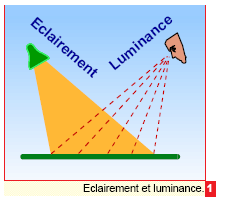 Eclairement
Luminance
Eclairement et luminance. 1